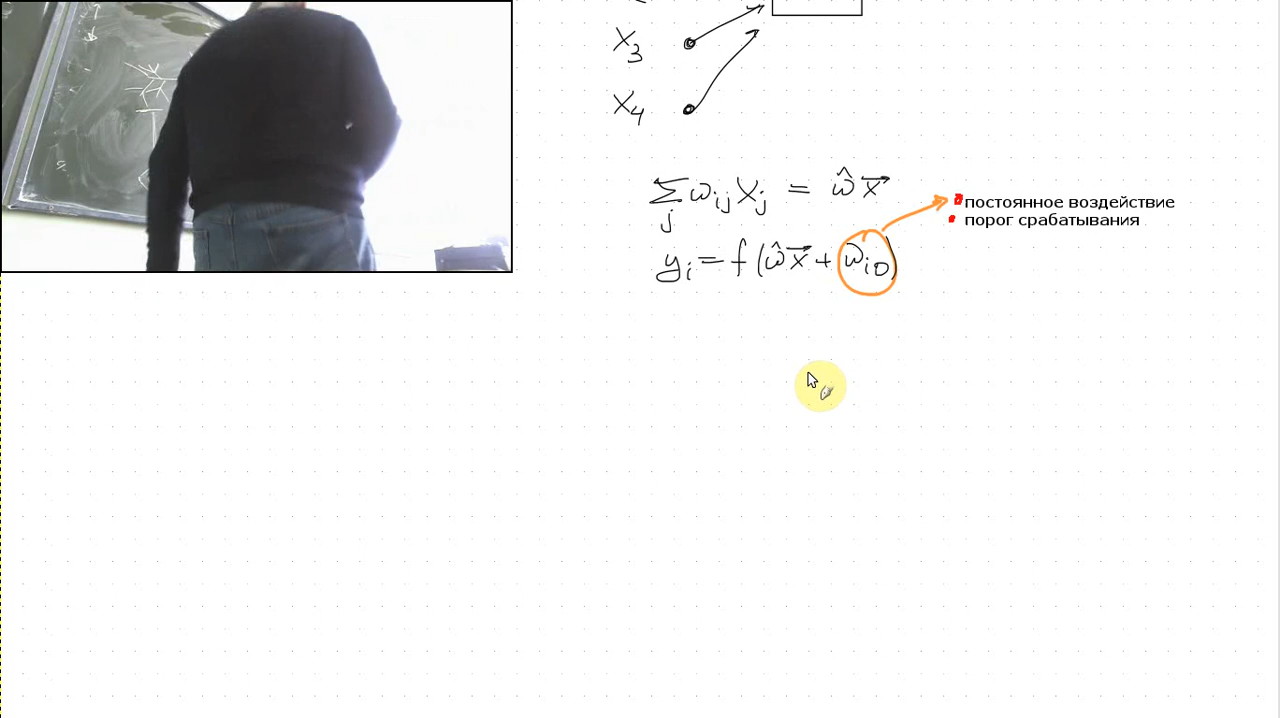 x₃
x₄
∑ⱼ ωᵢⱼ xⱼ = ω̂ x⃗
yᵢ = f(ω̂ x⃗ + ωᵢ₀)
постоянное воздействие
порог срабатывания